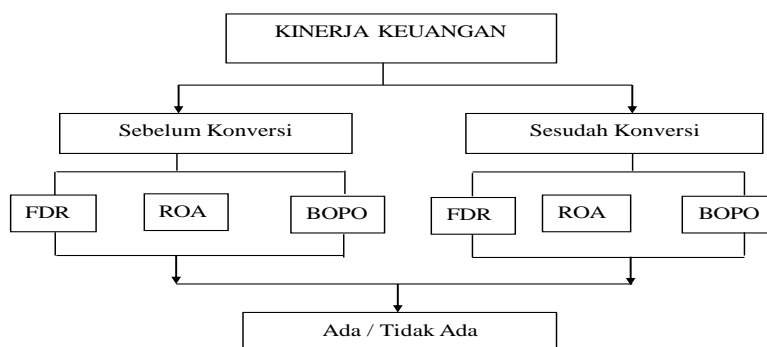 KINERJA KEUANGAN
Sebelum Konversi
Sesudah Konversi
FDR
ROA
BOPO
FDR
ROA
BOPO
Ada / Tidak Ada